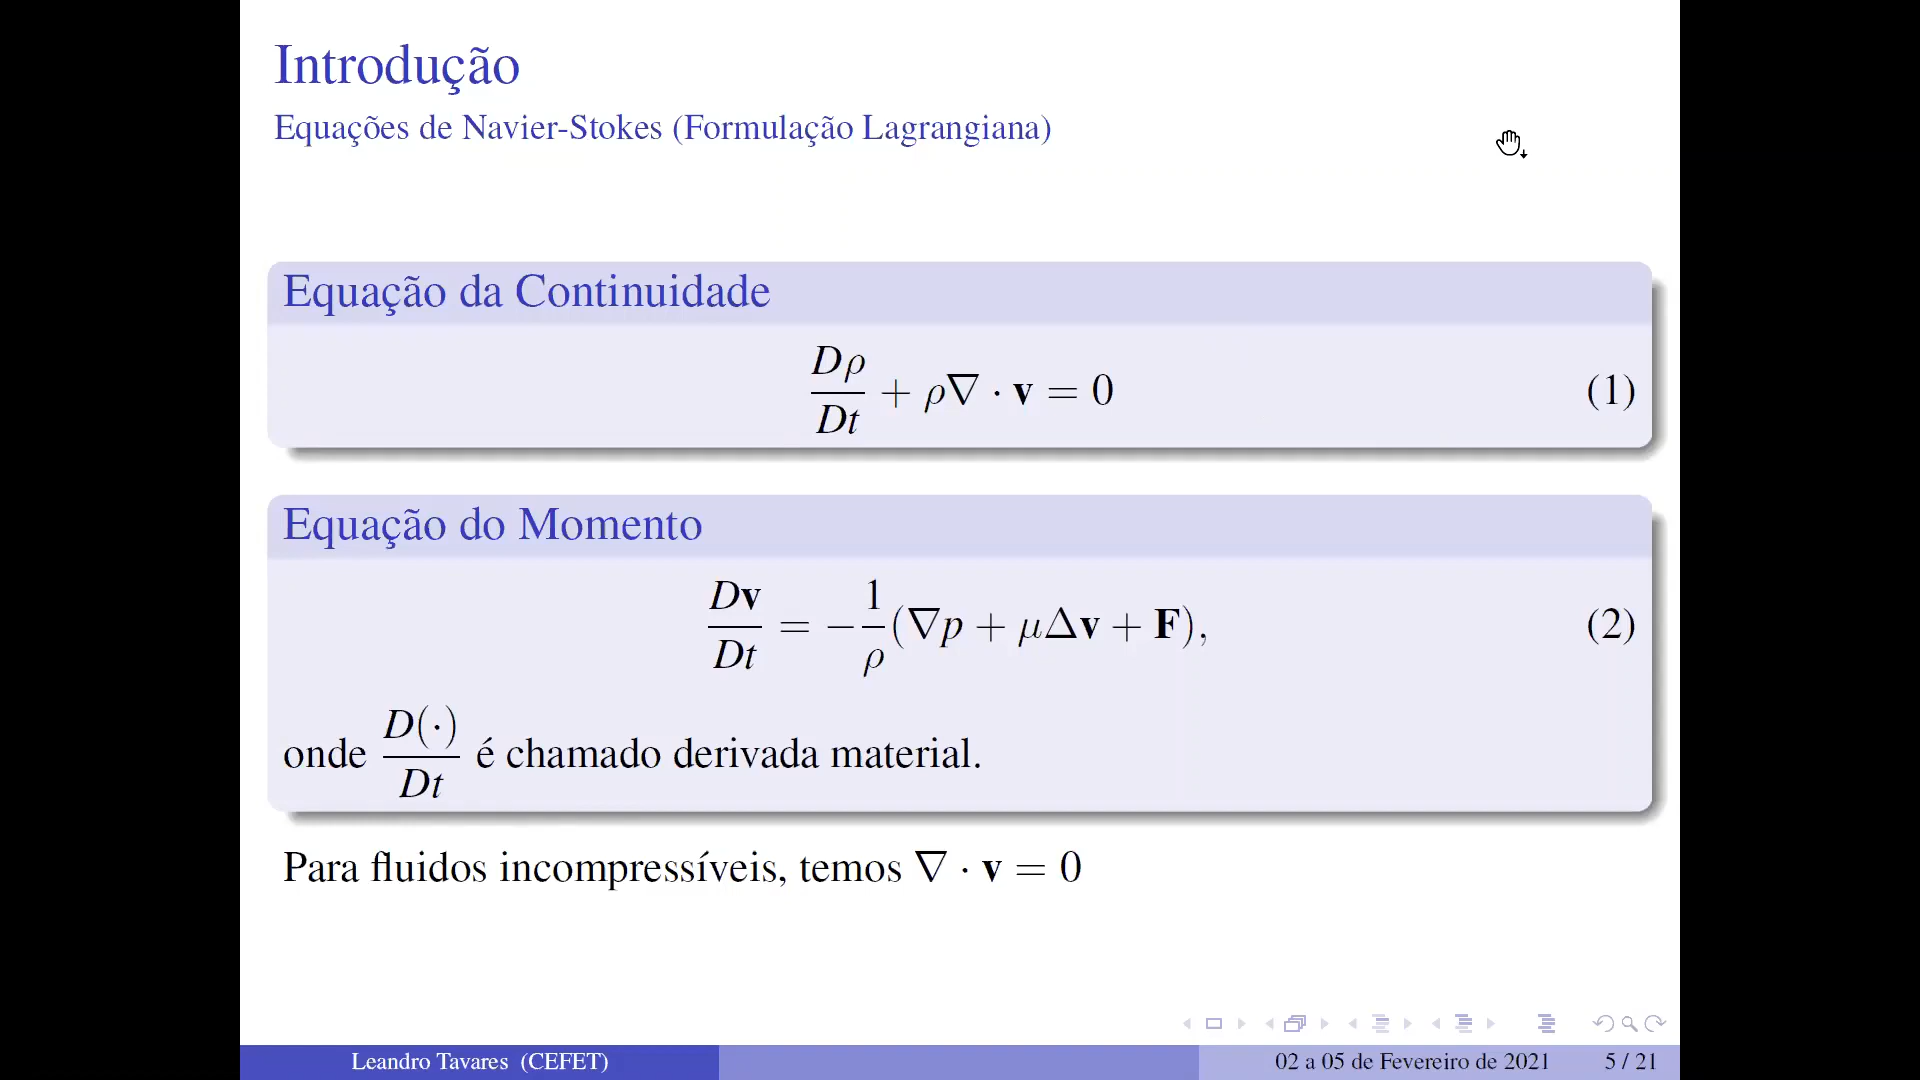 Introdução
Equações de Navier-Stokes (Formulação Lagrangiana)
Equação da Continuidade
Dρ/Dt + ρ∇ · v = 0 (1)
Equação do Momento
Dv/Dt = −1/ρ(∇p + μΔv + F), (2)
onde D(·)/Dt é chamado derivada material.
Para fluidos incompressíveis, temos ∇ · v = 0
Leandro Tavares (CEFET) 02 a 05 de Fevereiro de 2021 5 / 21